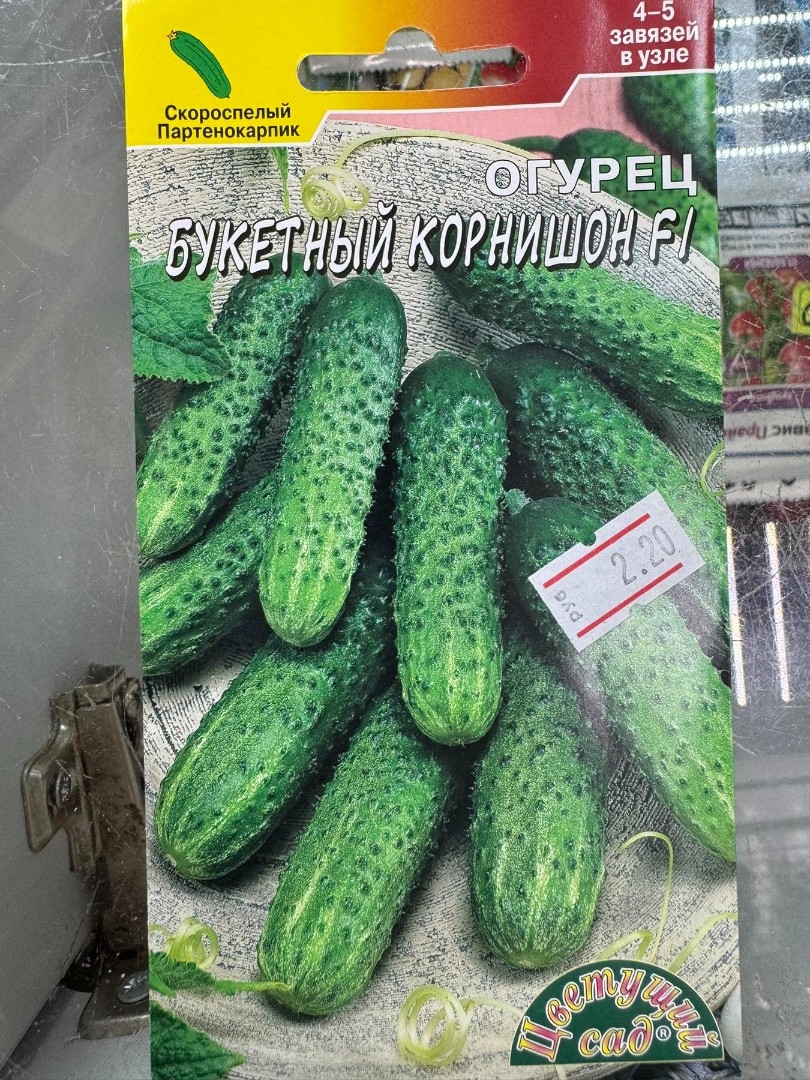 4–5
завязей
в узле
Скороспелый
Партенокарпик
ОГУРЕЦ
БУКЕТНЫЙ КОРНИШОН F1
2.20
руб
Цветущий
сад®